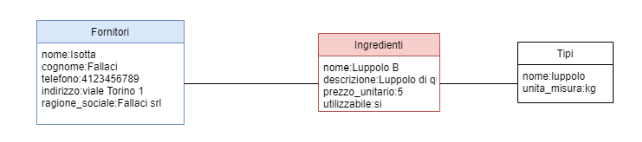 Fornitori
nome:Isotta
cognome:Fallaci
telefono:4123456789
indirizzo:viale Torino 1
ragione_sociale:Fallaci srl
Ingredienti
nome:Luppolo B
descrizione:Luppolo di
prezzo_unitario:5
utilizzabile:si
Tipi
nome:luppolo
unita_misura:kg